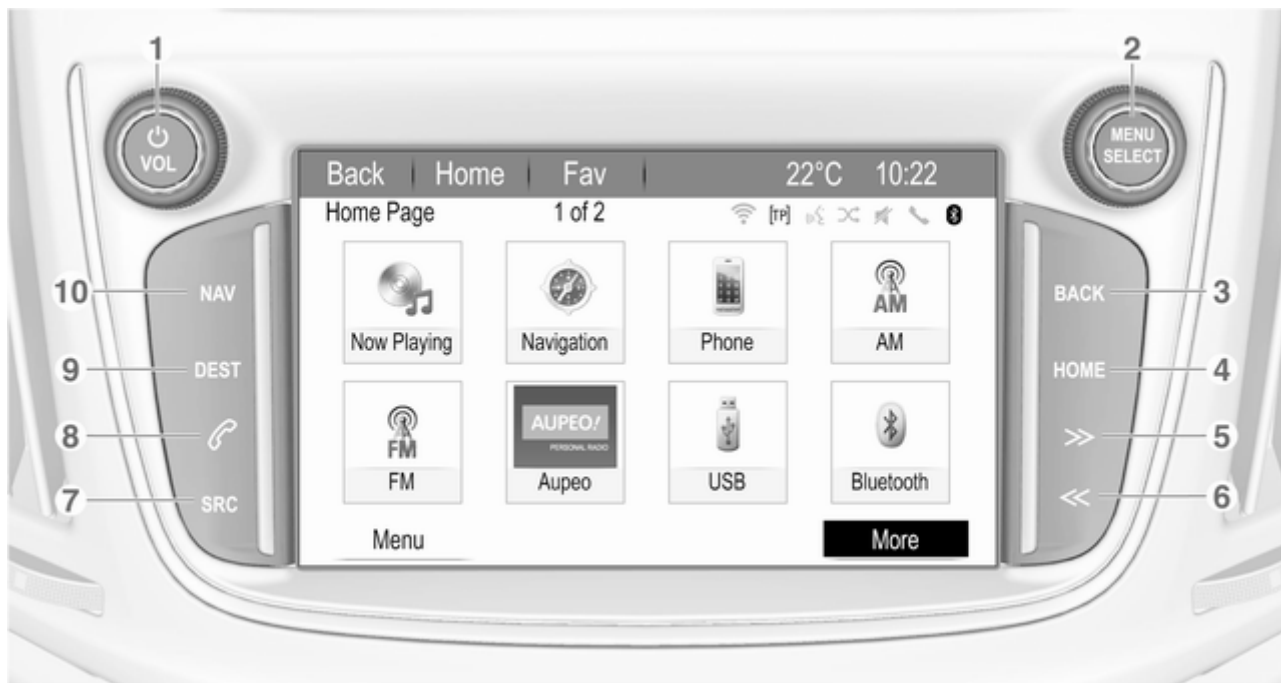 1
2
VOL
MENU
SELECT
Back Home Fav 22°C 10:22
Home Page 1 of 2 [TP]
Now Playing
Navigation
Phone
AM
AM
FM
FM
AUPEO!
PERSONAL RADIO
Aupeo
USB
Bluetooth
Menu
More
10 NAV
9 DEST
8
7 SRC
BACK 3
HOME 4
>> 5
<< 6